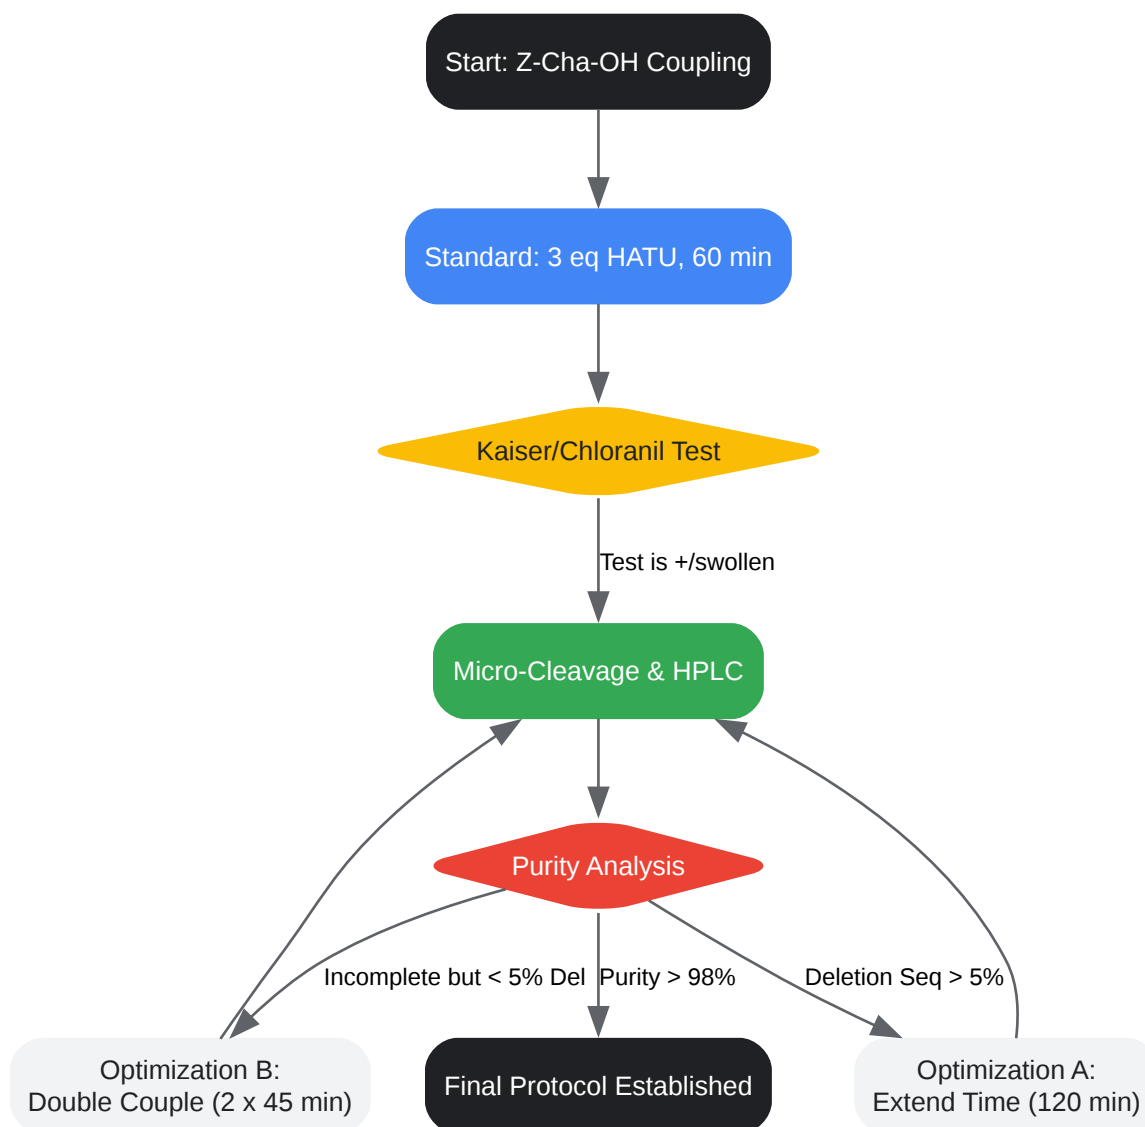 Start: Z-Cha-OH Coupling
Standard: 3 eq HATU, 60 min
Kaiser/Chloranil Test
Test is +/swollen
Micro-Cleavage & HPLC
Purity Analysis
Incomplete but < 5% Del
Purity > 98%
Deletion Seq > 5%
Optimization B:
Double Couple (2 x 45 min)
Final Protocol Established
Optimization A:
Extend Time (120 min)